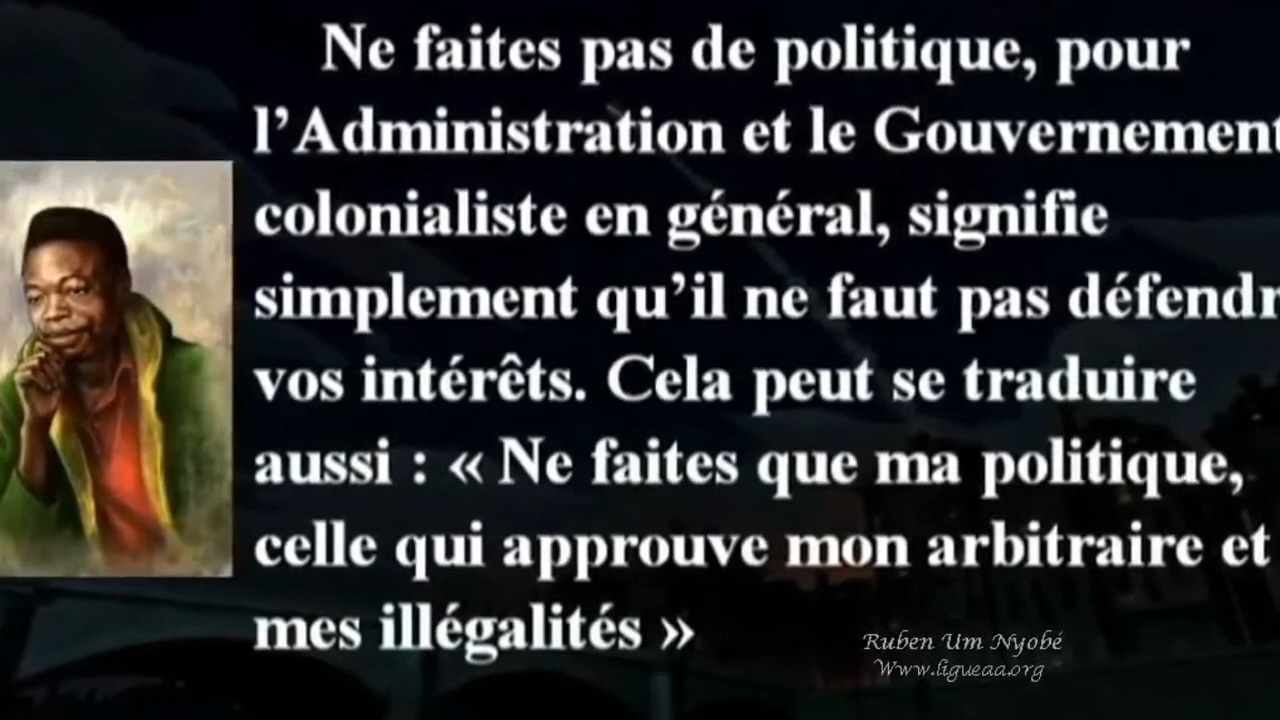 Ne faites pas de politique, pour
l’Administration et le Gouvernement
colonialiste en général, signifie
simplement qu’il ne faut pas défendr
vos intérêts. Cela peut se traduire
aussi : « Ne faites que ma politique,
celle qui approuve mon arbitraire et
mes illégalités »
Ruben Um Nyobé
Www.ligueaa.org